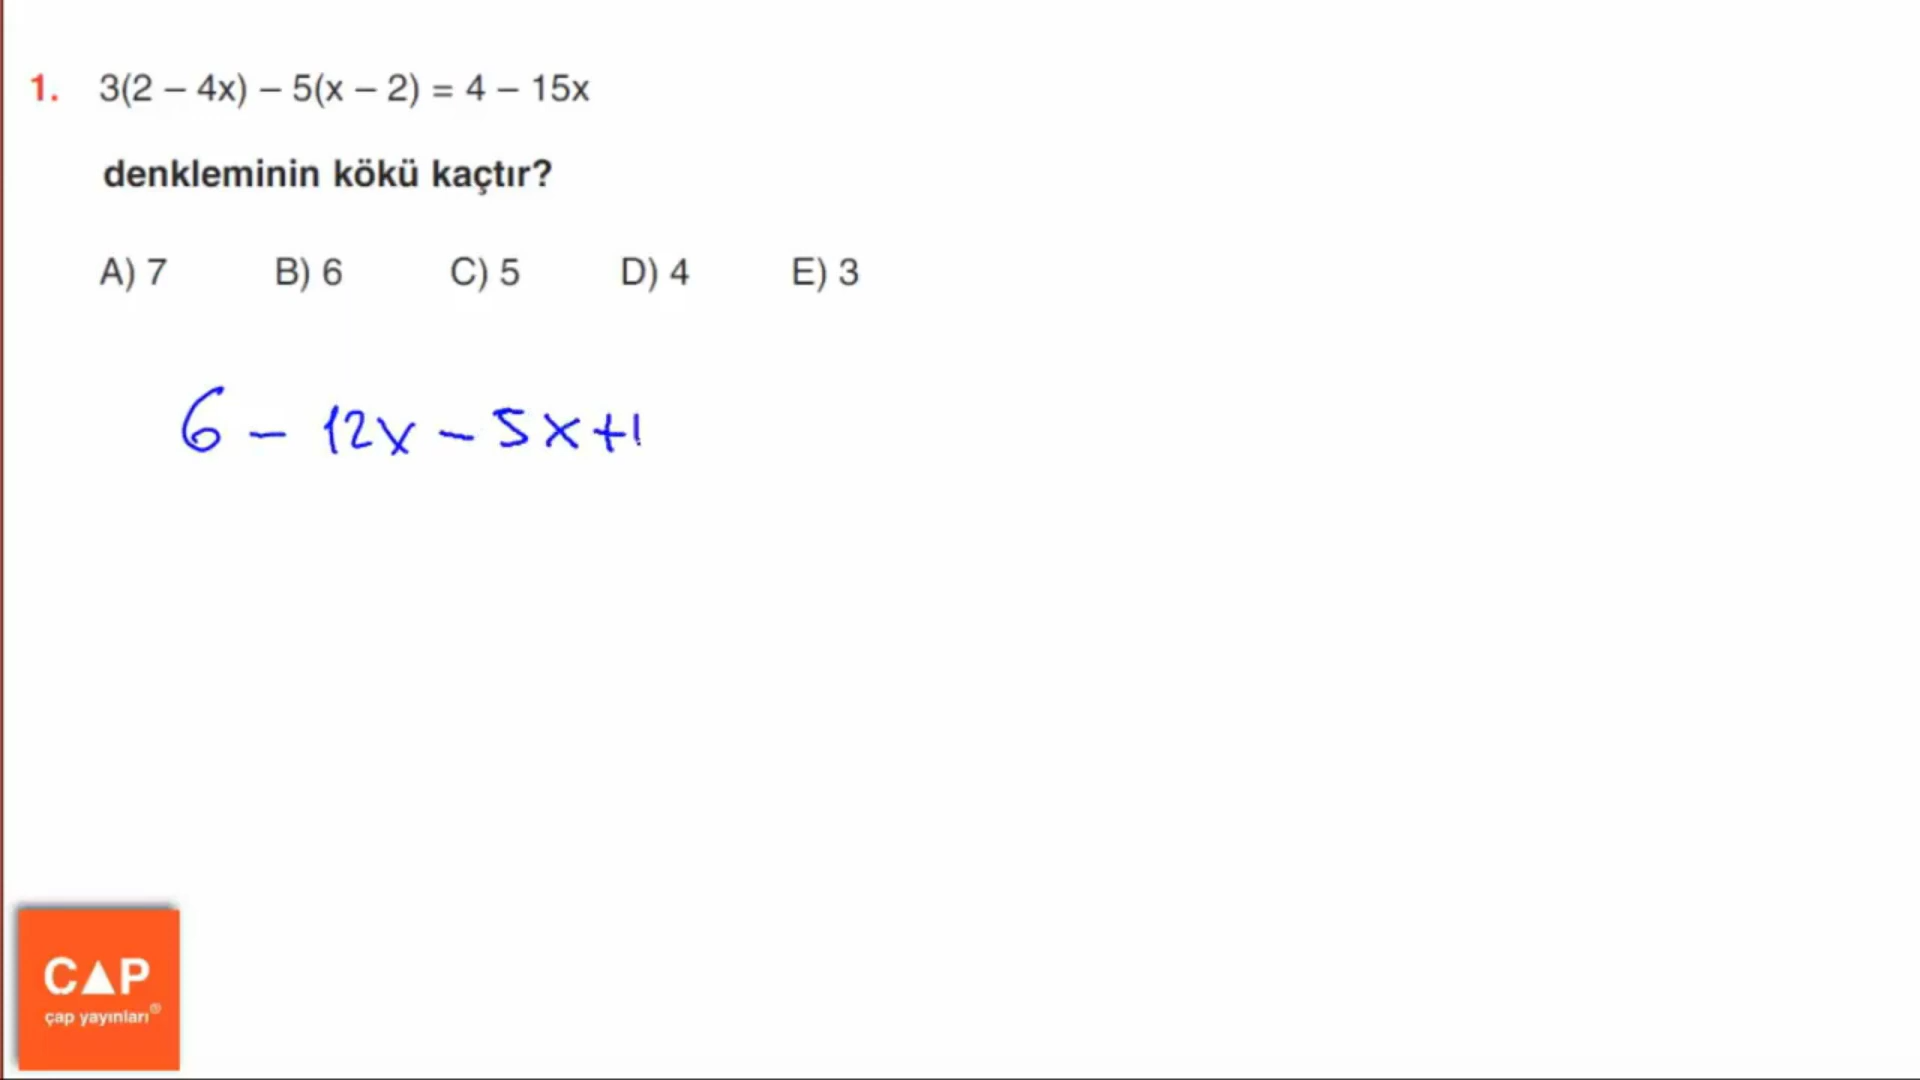 1. 3(2 – 4x) – 5(x – 2) = 4 – 15x
denkleminin kökü kaçtır?
A) 7 B) 6 C) 5 D) 4 E) 3
6 – 12x – 5x+1
ÇAP
çap yayınları®